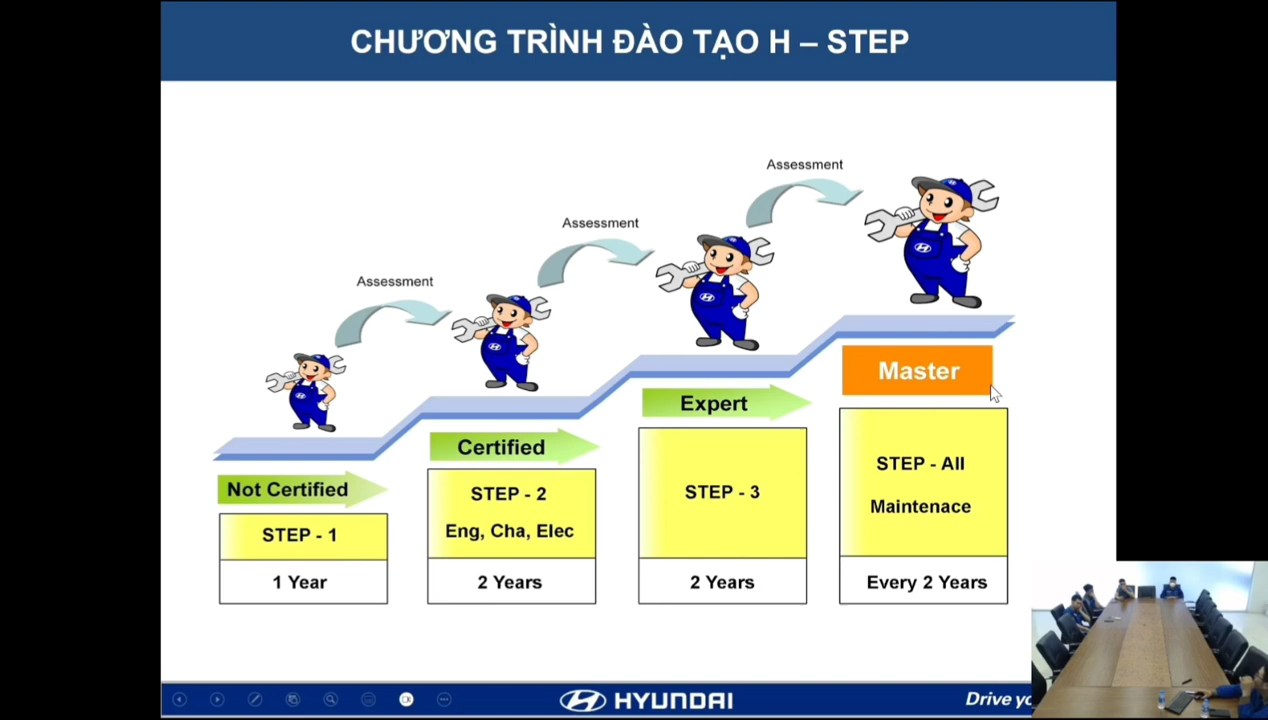 CHƯƠNG TRÌNH ĐÀO TẠO H – STEP
Assessment
Assessment
Assessment
Not Certified
STEP - 1
1 Year
Certified
STEP - 2
Eng, Cha, Elec
2 Years
Expert
STEP - 3
2 Years
Master
STEP - All
Maintenace
Every 2 Years
HYUNDAI
Drive